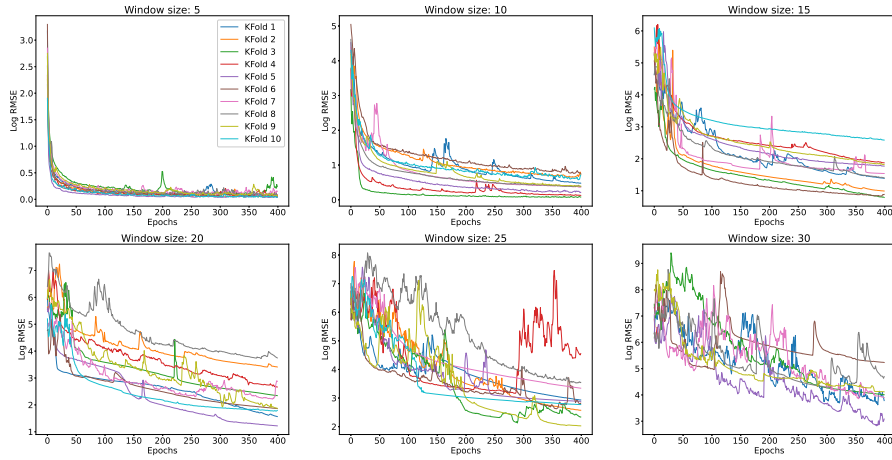 Window size: 5
Log RMSE
3.5
3.0
2.5
2.0
1.5
1.0
0.5
0.0
0 50 100 150 200 250 300 350 400
Epochs
KFold 1
KFold 2
KFold 3
KFold 4
KFold 5
KFold 6
KFold 7
KFold 8
KFold 9
KFold 10
Window size: 10
Log RMSE
5
4
3
2
1
0
0 50 100 150 200 250 300 350 400
Epochs
Window size: 15
Log RMSE
6
5
4
3
2
1
0 50 100 150 200 250 300 350 400
Epochs
Window size: 20
Log RMSE
7
6
5
4
3
2
1
0 50 100 150 200 250 300 350 400
Epochs
Window size: 25
Log RMSE
8
7
6
5
4
3
2
0 50 100 150 200 250 300 350 400
Epochs
Window size: 30
Log RMSE
9
8
7
6
5
4
3
0 50 100 150 200 250 300 350 400
Epochs